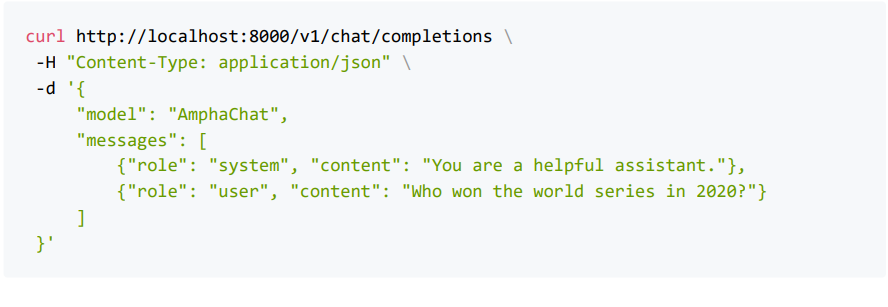 curl http://localhost:8000/v1/chat/completions \
-H "Content-Type: application/json" \
-d '{
"model": "AmphaChat",
"messages": [
{"role": "system", "content": "You are a helpful assistant."},
{"role": "user", "content": "Who won the world series in 2020?"}
]
}'